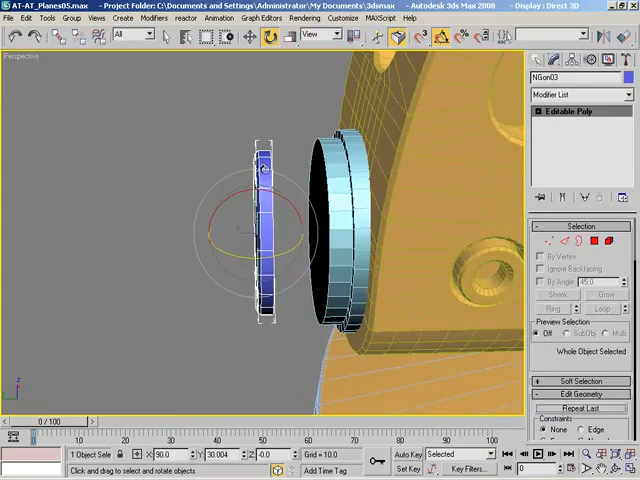 AT-AT_Planes05.max - Project Folder: C:\Documents and Settings\Administrator\My Documents\3dsmax - Autodesk 3ds Max 2008 - Display : Direct 3D
File Edit Tools Group Views Create Modifiers reactor Animation Graph Editors Rendering Customize MAXScript Help
All View
Perspective
NGon03
Modifier List
Editable Poly
Selection
By Vertex
Ignore Backfacing
By Angle: 45.0
Shrink Grow
Ring Loop
Preview Selection
Off SubObj Multi
Whole Object Selected
Soft Selection
Edit Geometry
Repeat Last
Constraints
None Edge
0 / 100
0 10 20 30 40 50 60 70 80 90 100
1 Object Sele X: 90.0 Y: 30.004 Z: -0.0 Grid = 10.0 Auto Key Selected
Click and drag to select and rotate objects Add Time Tag Set Key Key Filters... 0